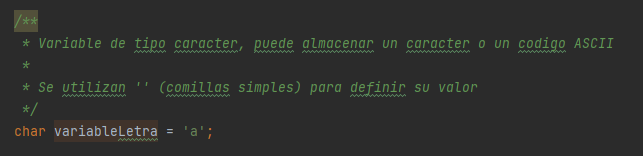 /**
* Variable de tipo caracter, puede almacenar un caracter o un codigo ASCII
*
* Se utilizan '' (comillas simples) para definir su valor
*/
char variableLetra = 'a';